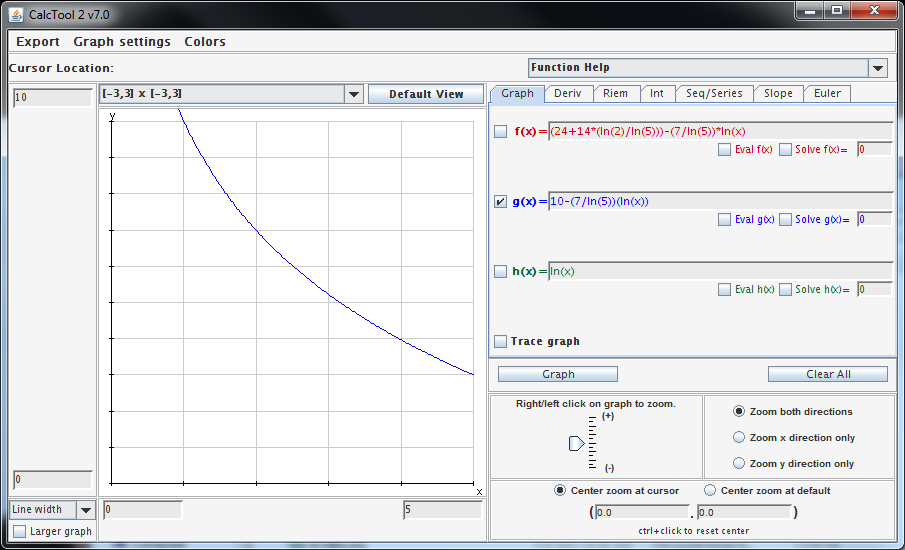 CalcTool 2 v7.0
Export Graph settings Colors
Cursor Location:
Function Help
10
[-3,3] x [-3,3]
Default View
Graph Deriv Riem Int Seq/Series Slope Euler
y
f(x)= (24+14*(ln(2)/ln(5)))-(7/ln(5))*ln(x)
Eval f(x) Solve f(x)= 0
g(x)= 10-(7/ln(5))(ln(x))
Eval g(x) Solve g(x)= 0
h(x)= ln(x)
Eval h(x) Solve h(x)= 0
Trace graph
Graph Clear All
Right/left click on graph to zoom.
(+)
(-)
Zoom both directions
Zoom x direction only
Zoom y direction only
0
x
Center zoom at cursor Center zoom at default
Line width
0
5
( 0.0 . 0.0 )
Larger graph
ctrl+click to reset center